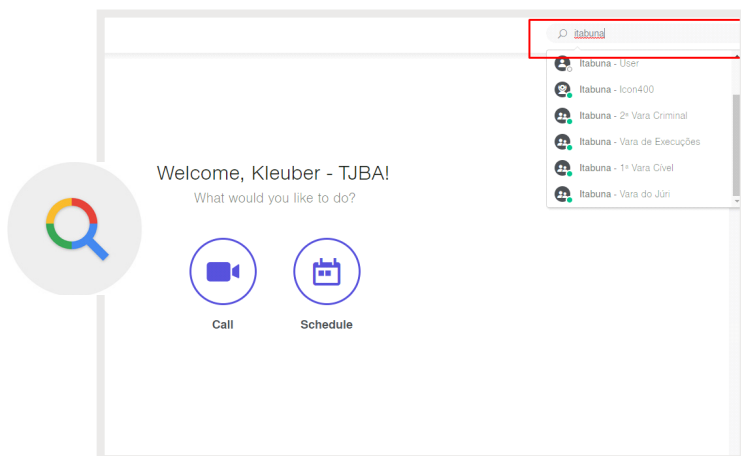 itabuna
Itabuna - User
Itabuna - Icon400
Itabuna - 2ª Vara Criminal
Itabuna - Vara de Execuções
Itabuna - 1ª Vara Cível
Itabuna - Vara do Júri
Welcome, Kleuber - TJBA!
What would you like to do?
Call
Schedule